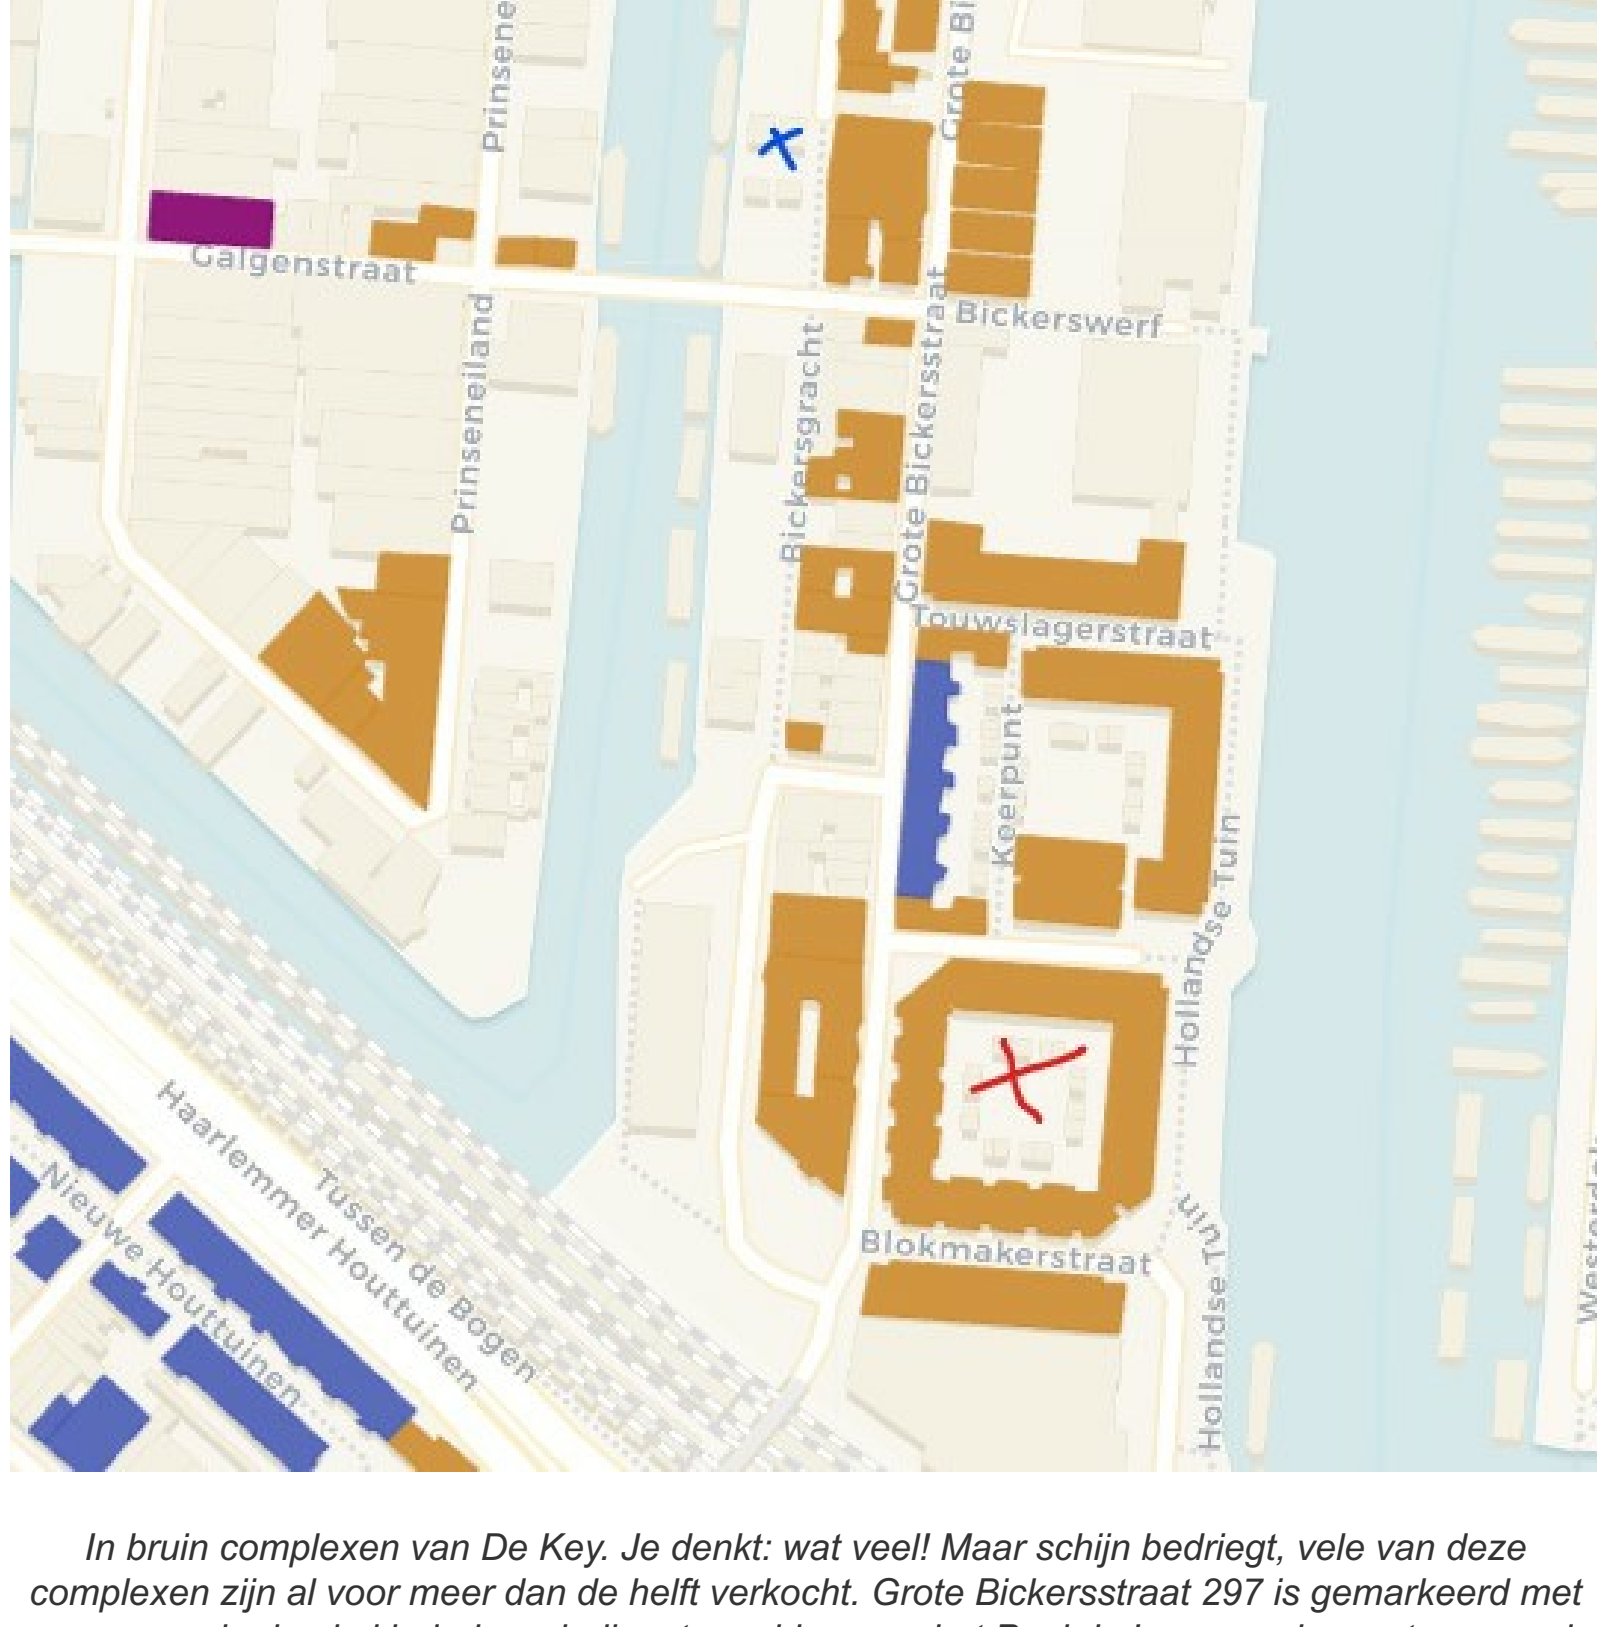 Prinsene
Grote Bi
Galgenstraat
Bickerswerf
Prinseneiland
Bickersgracht
Grote Bickersstraat
Touwslagerstraat
Keerpunt
Hollandse Tuin
Haarlemmer Houttuinen
Tussen de Bogen
Nieuwe Houttuinen
Blokmakerstraat
Hollandse Tuin
In bruin complexen van De Key. Je denkt: wat veel! Maar schijn bedriegt, vele van deze
complexen zijn al voor meer dan de helft verkocht. Grote Bickersstraat 297 is gemarkeerd met